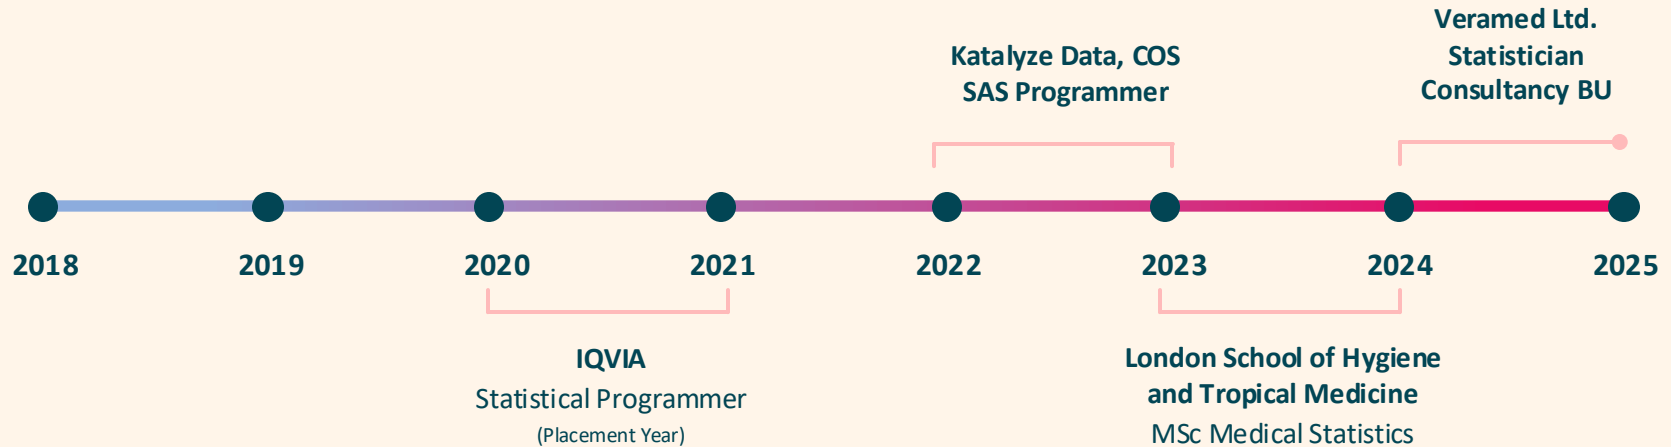 Katalyze Data, COS
SAS Programmer
Veramed Ltd.
Statistician
Consultancy BU
2018
2019
2020
2021
2022
2023
2024
2025
IQVIA
Statistical Programmer
(Placement Year)
London School of Hygiene
and Tropical Medicine
MSc Medical Statistics